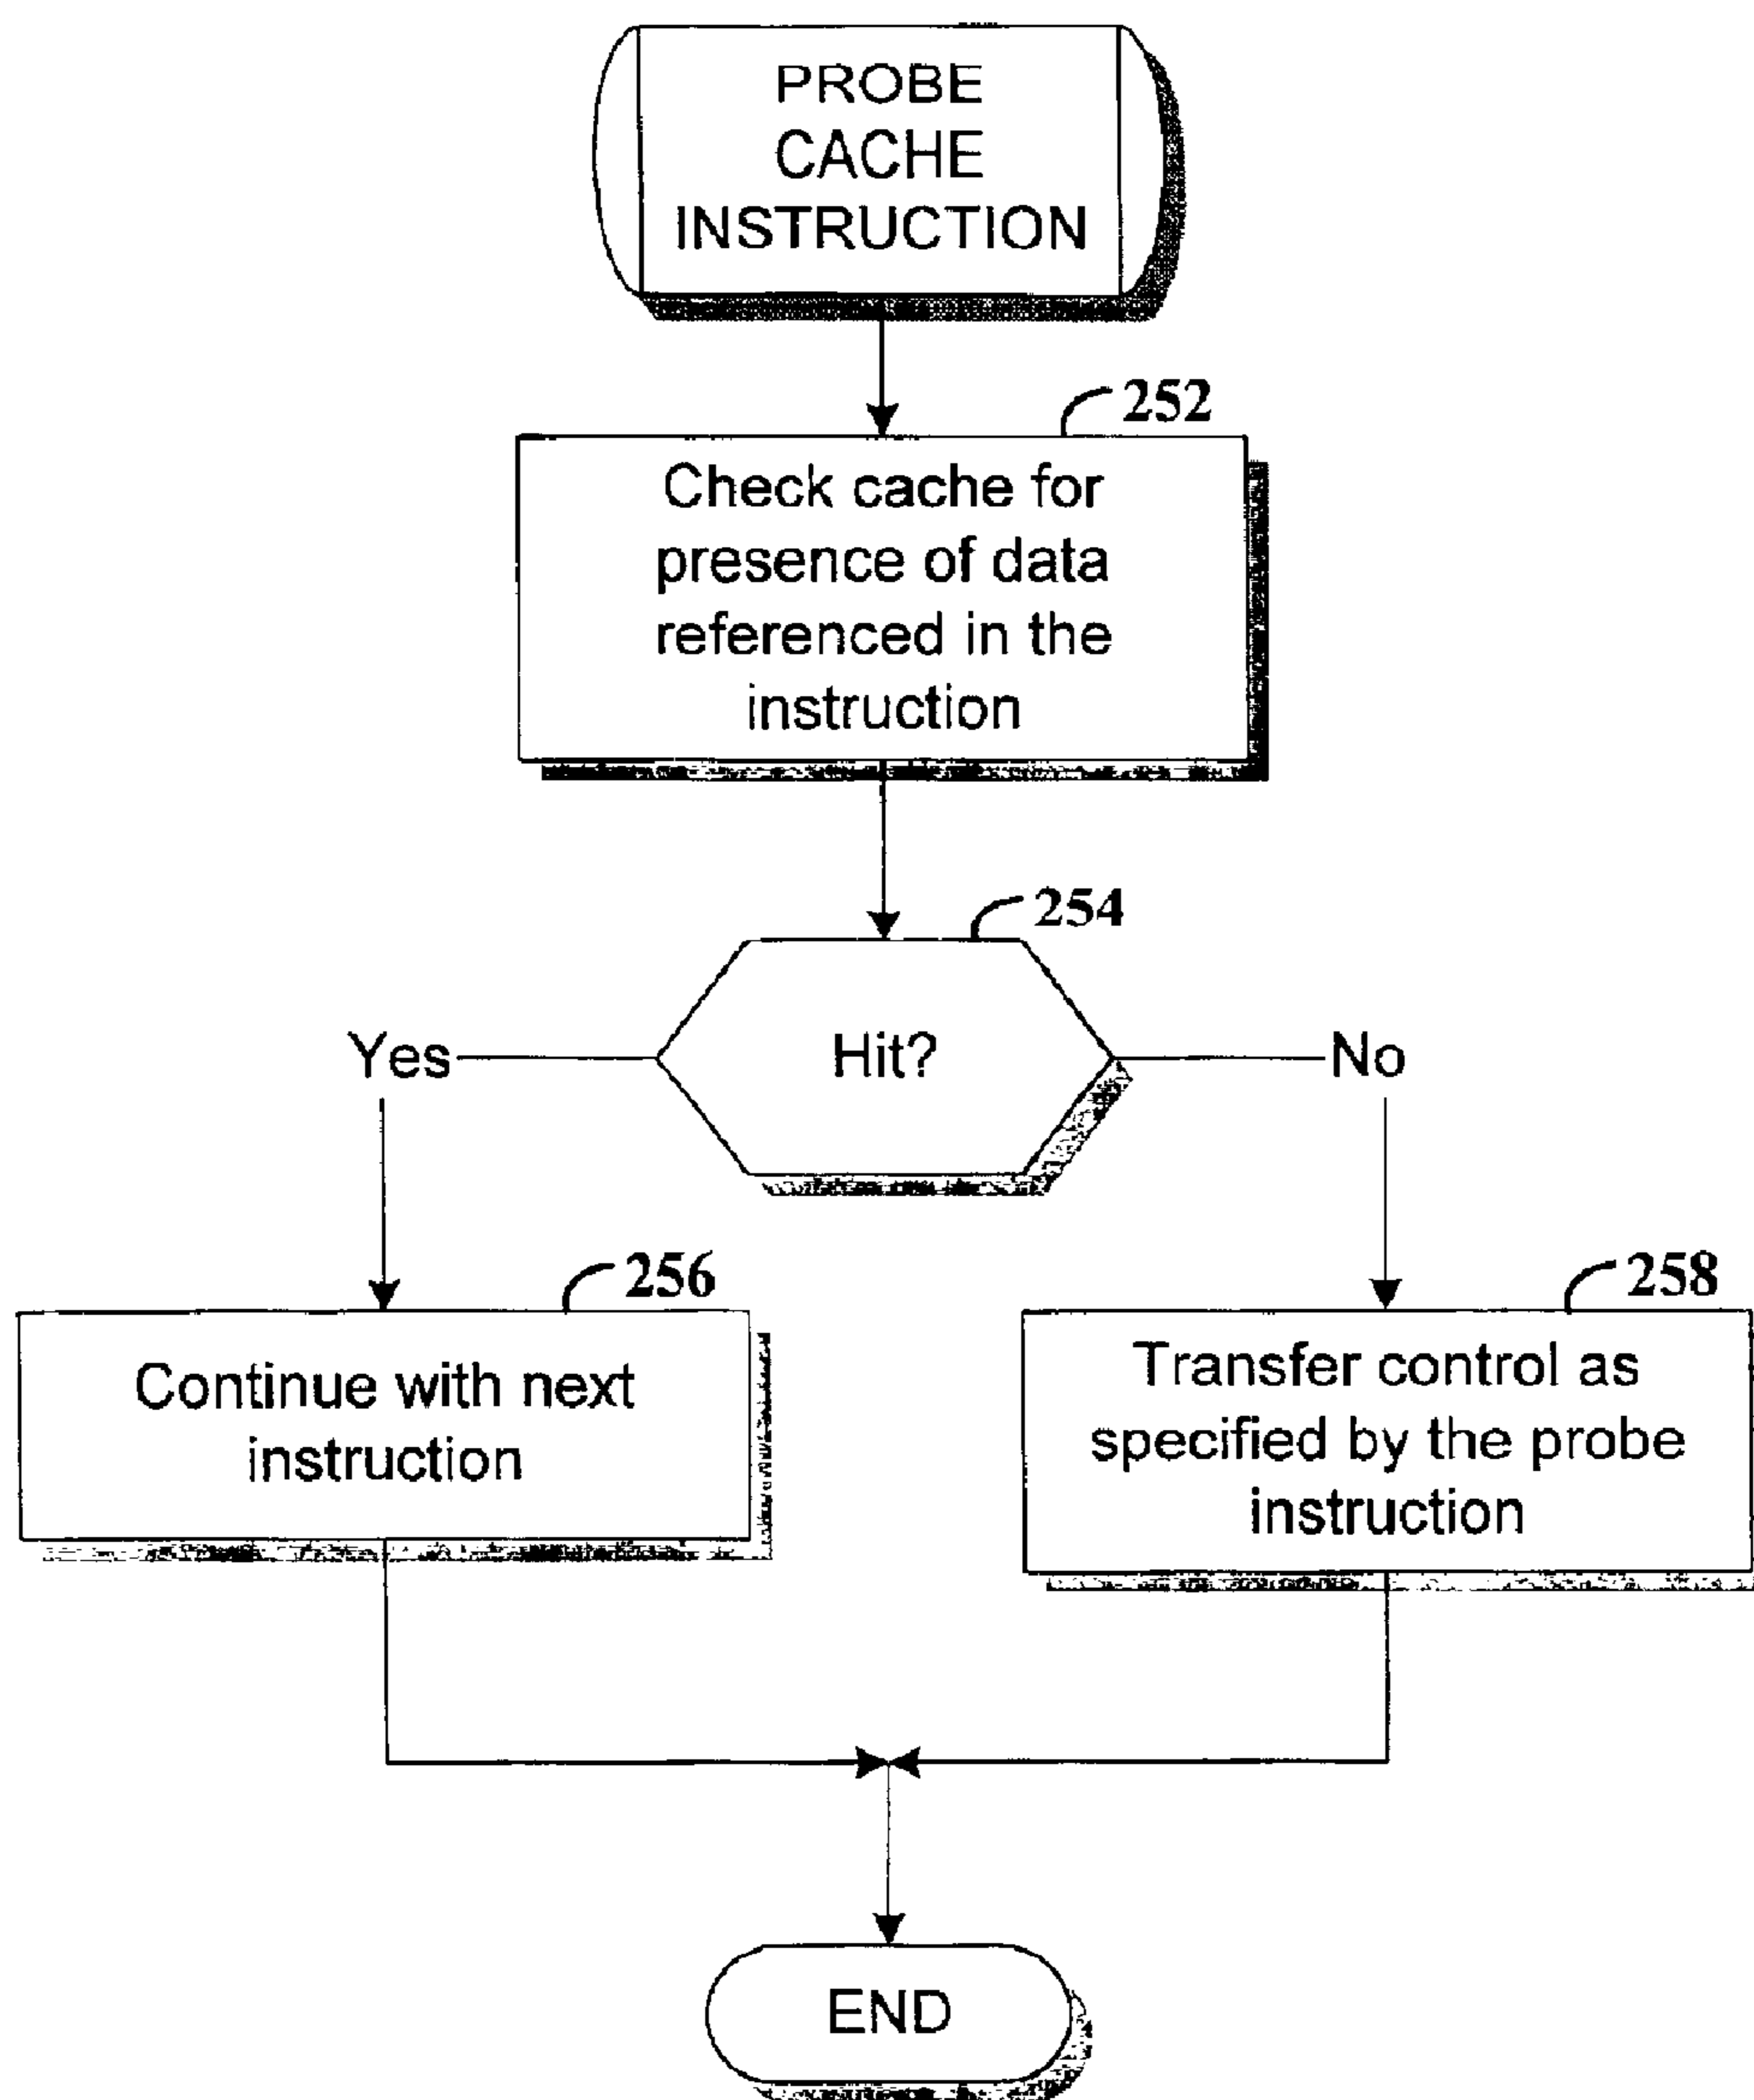 PROBE
CACHE
INSTRUCTION
252
Check cache for
presence of data
referenced in the
instruction
254
Yes
Hit?
No
256
Continue with next
instruction
258
Transfer control as
specified by the probe
instruction
END